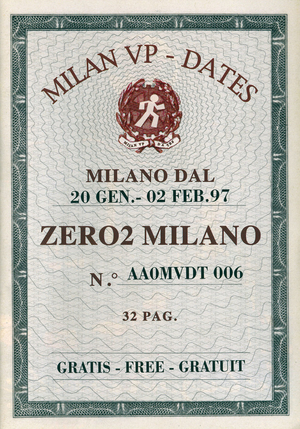 MILAN VP - DATES
MILANO DAL
20 GEN.- 02 FEB.97
ZERO2 MILANO
N.° AA0MVDT 006
32 PAG.
GRATIS - FREE - GRATUIT